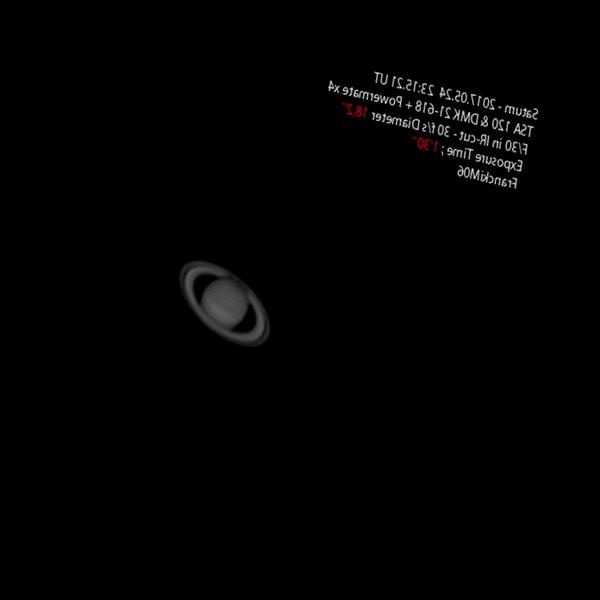 Saturn - 2017.05.24 23:15.21 UT
TSA 120 & DMK 21-618 + Powermate x4
F/30 in IR-cut - 30 f/s Diameter 18.2"
Exposure Time ; 1'30"
FranckiM06